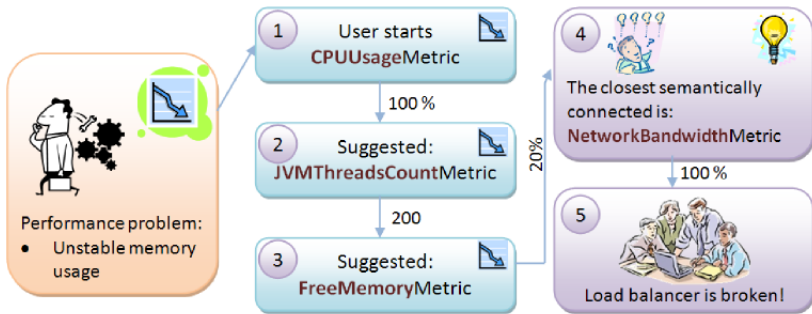 Performance problem:
• Unstable memory
usage
1
User starts
CPUUsageMetric
100 %
2
Suggested:
JVMThreadsCountMetric
200
3
Suggested:
FreeMemoryMetric
20%
4
The closest semantically
connected is:
NetworkBandwidthMetric
100 %
5
Load balancer is broken!